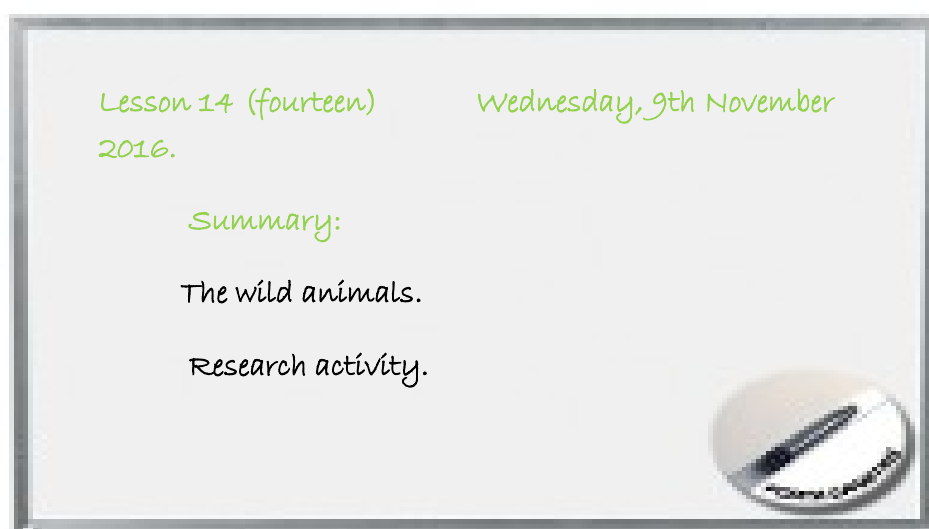 Lesson 14 (fourteen) Wednesday, 9th November
2016.
Summary:
The wild animals.
Research activity.